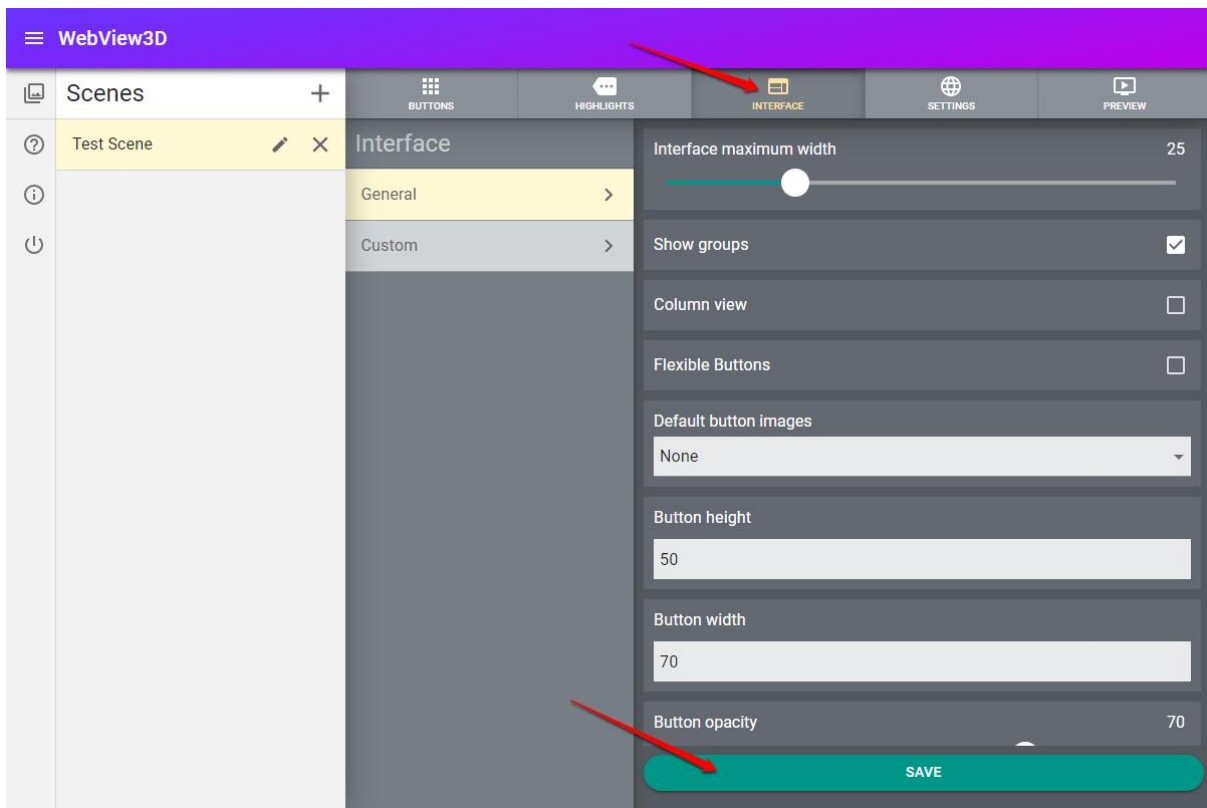 WebView3D
Scenes
BUTTONS
HIGHLIGHTS
INTERFACE
SETTINGS
PREVIEW
Test Scene
Interface
General
Custom
Interface maximum width 25
Show groups
Column view
Flexible Buttons
Default button images
None
Button height
50
Button width
70
Button opacity 70
SAVE